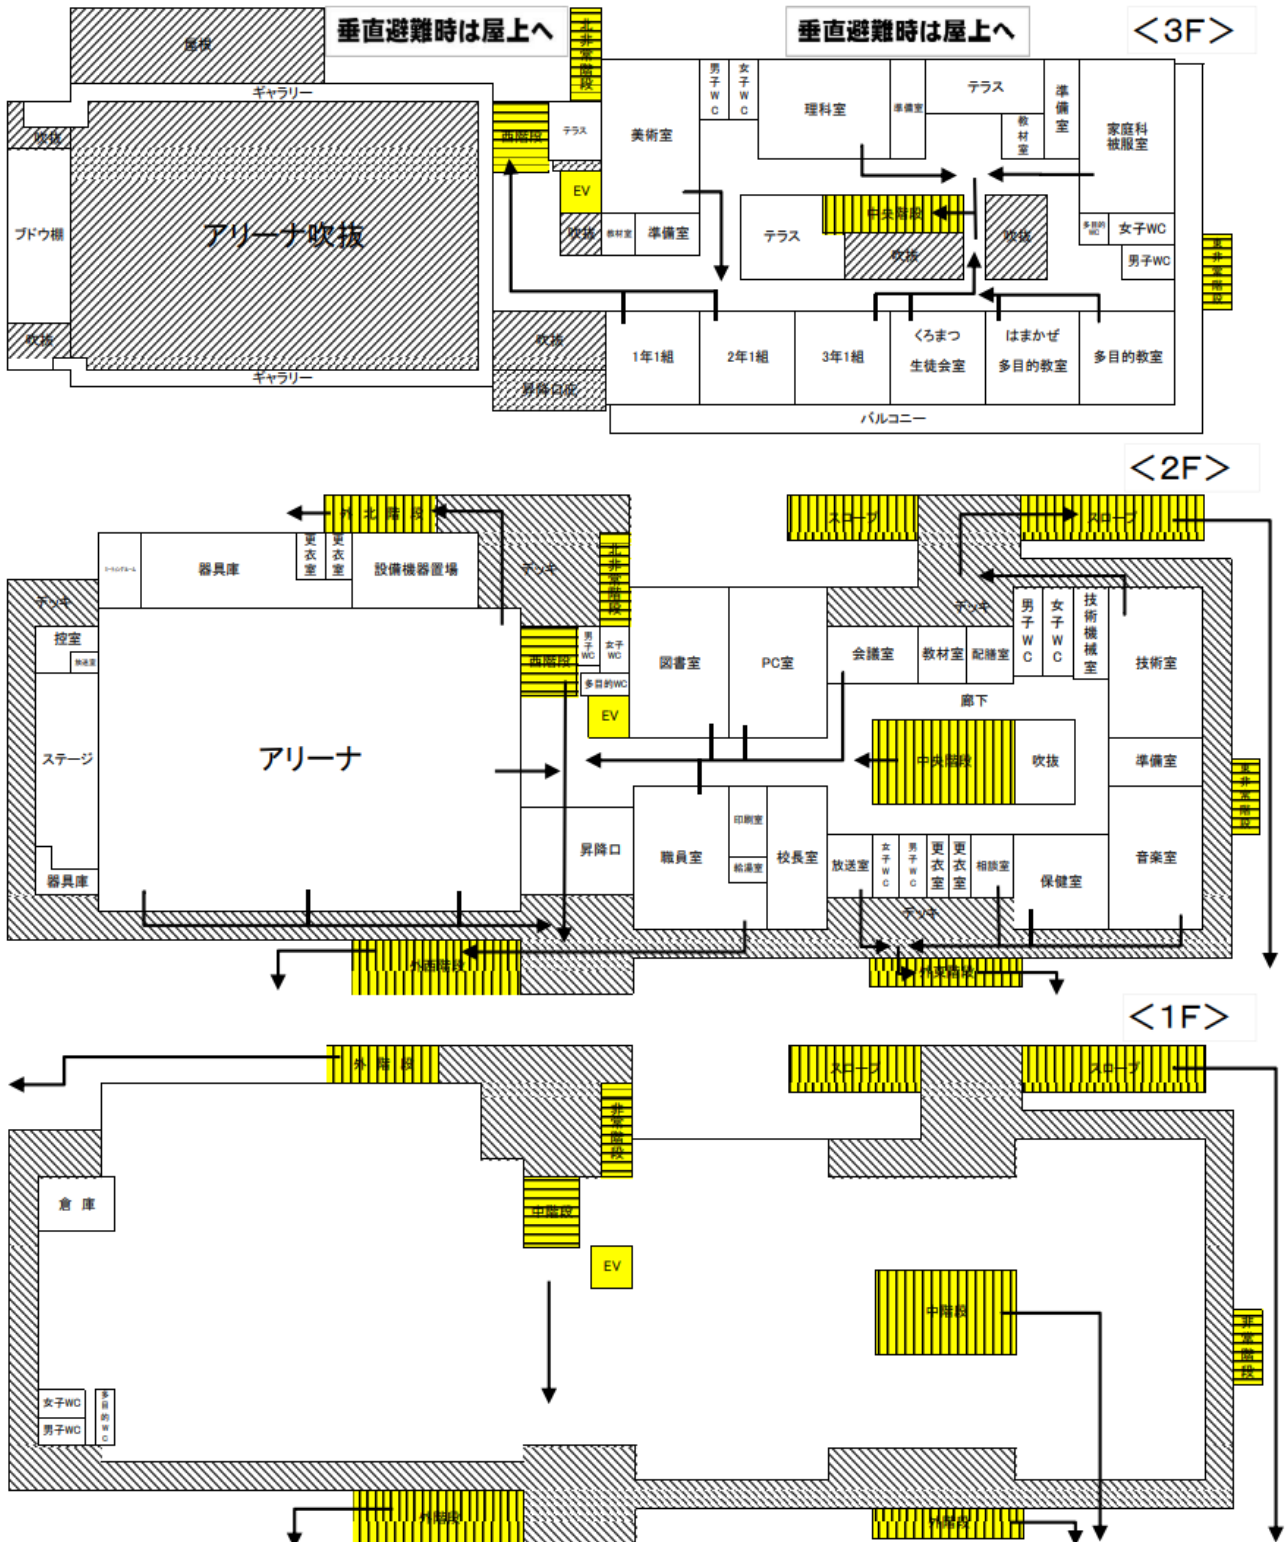 垂直避難時は屋上へ
垂直避難時は屋上へ
＜3F＞
屋根
北非常階段
ギャラリー
吹抜
ブドウ棚
アリーナ吹抜
吹抜
ギャラリー
西階段
テラス
EV
吹抜
教材室
準備室
美術室
男子WC
女子WC
理科室
準備室
テラス
教材室
準備室
家庭科
被服室
中央階段
テラス
吹抜
吹抜
多目的WC
女子WC
男子WC
東非常階段
吹抜
昇降口庇
1年1組
2年1組
3年1組
くろまつ
生徒会室
はまかぜ
多目的教室
多目的教室
バルコニー
＜2F＞
外北階段
スロープ
スロープ
器具庫
更衣室
更衣室
設備機器置場
デッキ
北非常階段
デッキ
控室
放送室
ステージ
器具庫
アリーナ
西階段
男子WC
女子WC
多目的WC
EV
図書室
PC室
会議室
教材室
配膳室
デッキ
男子WC
女子WC
技術機械室
技術室
廊下
中央階段
吹抜
準備室
東非常階段
昇降口
職員室
印刷室
給湯室
校長室
放送室
女子WC
男子WC
更衣室
更衣室
相談室
保健室
音楽室
デッキ
外西階段
外東階段
＜1F＞
外階段
スロープ
スロープ
非常階段
倉庫
中階段
EV
中階段
非常階段
女子WC
男子WC
多目的WC
外階段
外階段